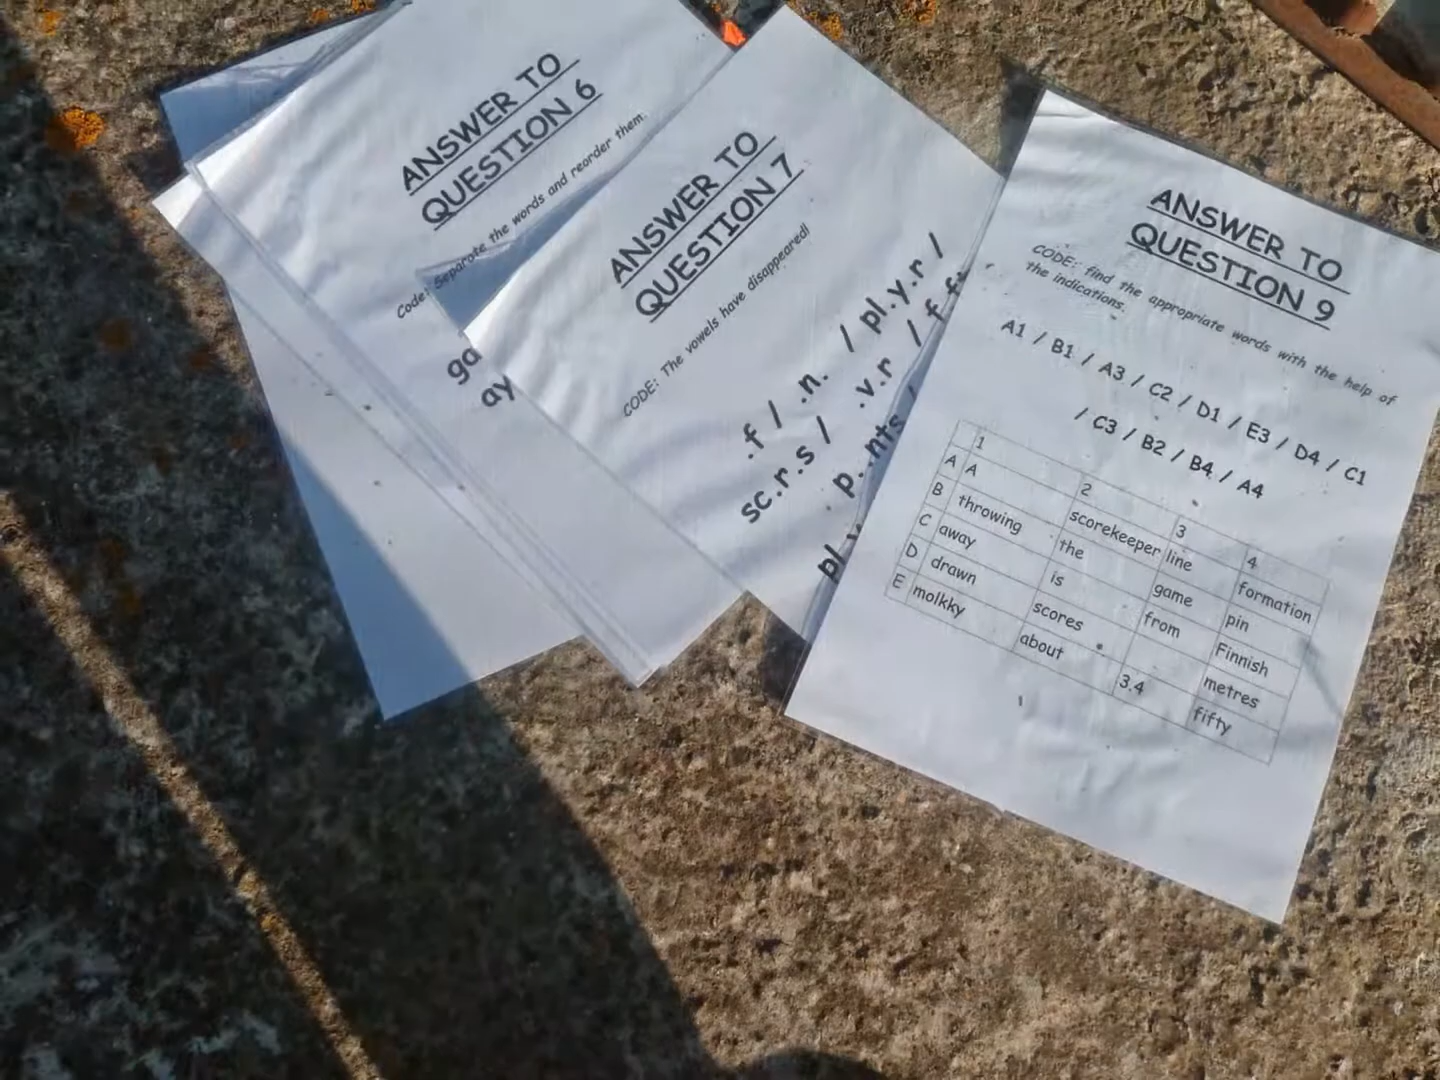 ANSWER TO
QUESTION 6
Code: Separate the words and reorder them.
ga
ay
ANSWER TO
QUESTION 7
CODE: The vowels have disappeared!
.f / .n. / pl.y.r /
sc.r.s / .v.r / f.f
p..nts
pl
ANSWER TO
QUESTION 9
CODE: find the appropriate words with the help of
the indications.
A1 / B1 / A3 / C2 / D1 / E3 / D4 / C1
/ C3 / B2 / B4 / A4
1 2 3 4
A A scorekeeper line formation
B throwing the game pin
C away is from Finnish
D drawn scores metres
E molkky about 3.4 fifty